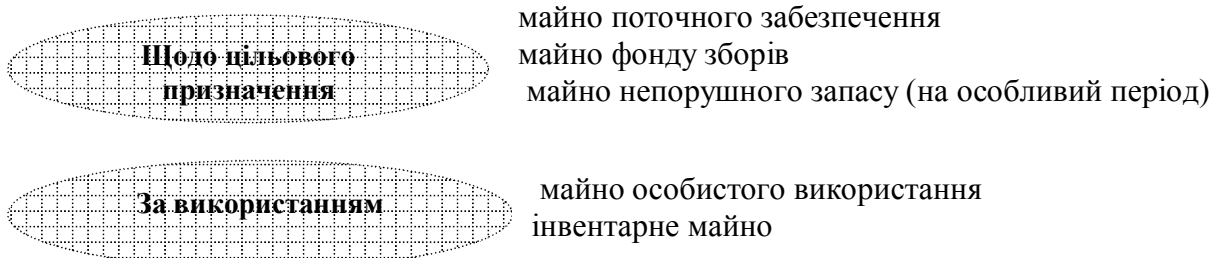 майно поточного забезпечення
Щодо цільового
майно фонду зборів
призначення
майно непорушного запасу (на особливий період)
За використанням
майно особистого використання
інвентарне майно